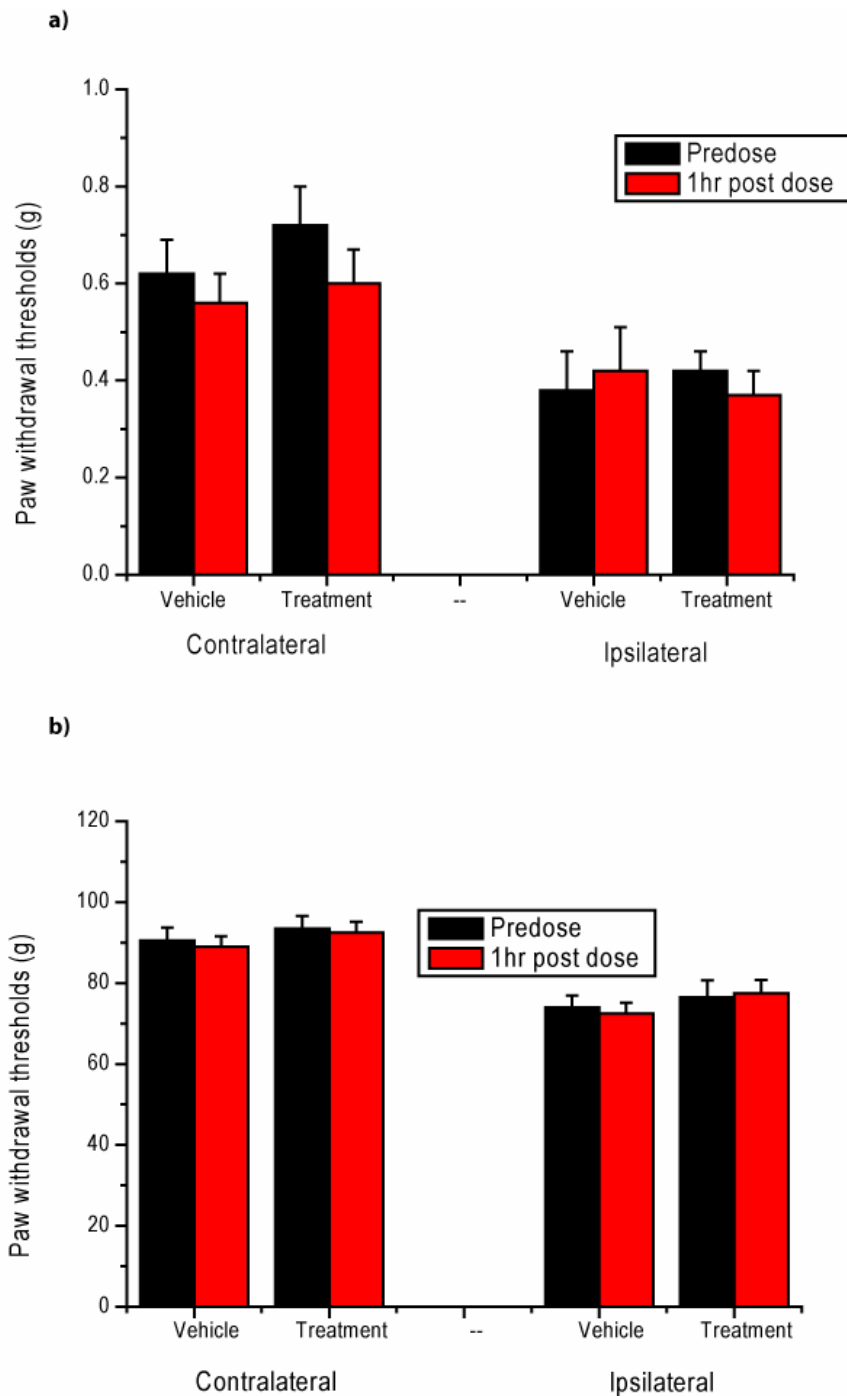 a)
1.0
0.8
0.6
0.4
0.2
0.0
Paw withdrawal thresholds (g)
Predose
1hr post dose
Vehicle Treatment -- Vehicle Treatment
Contralateral Ipsilateral
b)
120
100
80
60
40
20
0
Paw withdrawal thresholds (g)
Predose
1hr post dose
Vehicle Treatment -- Vehicle Treatment
Contralateral Ipsilateral